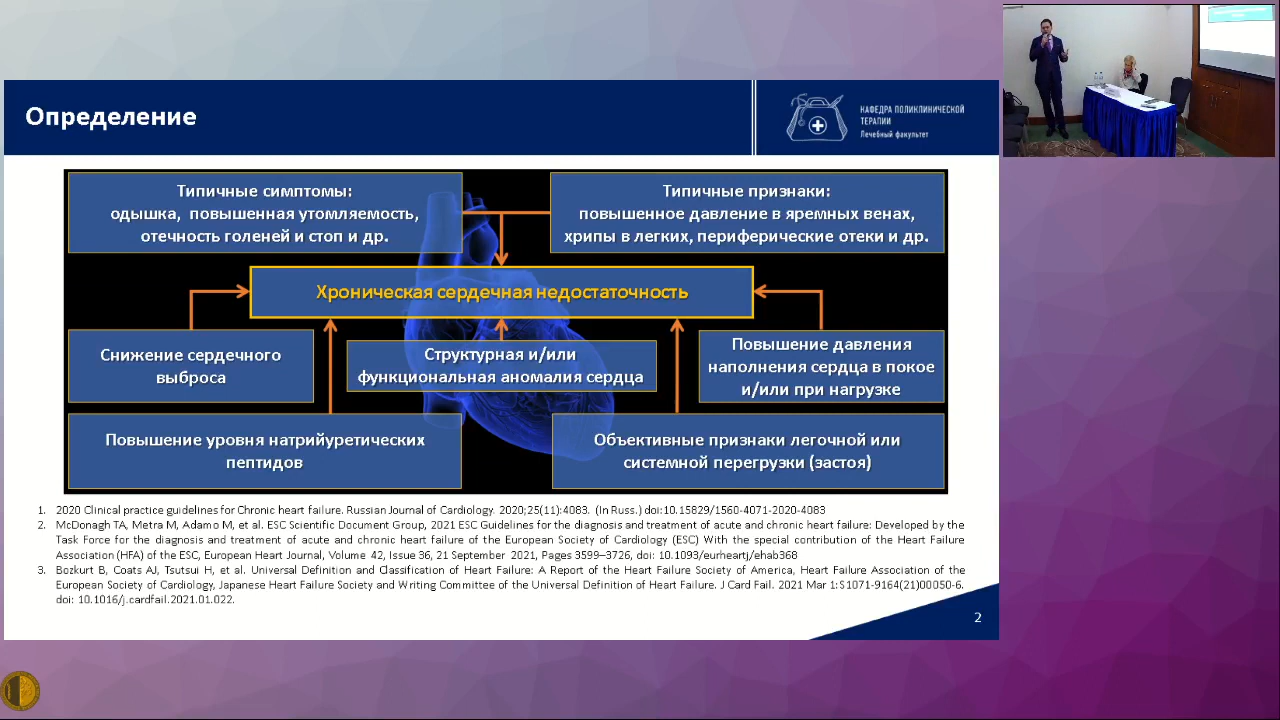 Определение
КАФЕДРА ПОЛИКЛИНИЧЕСКОЙ
ТЕРАПИИ
Лечебный факультет
Типичные симптомы:
одышка, повышенная утомляемость,
отечность голеней и стоп и др.
Типичные признаки:
повышенное давление в яремных венах,
хрипы в легких, периферические отеки и др.
Хроническая сердечная недостаточность
Снижение сердечного
выброса
Структурная и/или
функциональная аномалия сердца
Повышение давления
наполнения сердца в покое
и/или при нагрузке
Повышение уровня натрийуретических
пептидов
Объективные признаки легочной или
системной перегрузки (застоя)
1. 2020 Clinical practice guidelines for Chronic heart failure. Russian Journal of Cardiology. 2020;25(11):4083. (In Russ.) doi:10.15829/1560-4071-2020-4083
2. McDonagh TA, Metra M, Adamo M, et al. ESC Scientific Document Group, 2021 ESC Guidelines for the diagnosis and treatment of acute and chronic heart failure: Developed by the
Task Force for the diagnosis and treatment of acute and chronic heart failure of the European Society of Cardiology (ESC) With the special contribution of the Heart Failure
Association (HFA) of the ESC, European Heart Journal, Volume 42, Issue 36, 21 September 2021, Pages 3599–3726, doi: 10.1093/eurheartj/ehab368
3. Bozkurt B, Coats AJ, Tsutsui H, et al. Universal Definition and Classification of Heart Failure: A Report of the Heart Failure Society of America, Heart Failure Association of the
European Society of Cardiology, Japanese Heart Failure Society and Writing Committee of the Universal Definition of Heart Failure. J Card Fail. 2021 Mar 1:S1071-9164(21)00050-6.
doi: 10.1016/j.cardfail.2021.01.022.
2